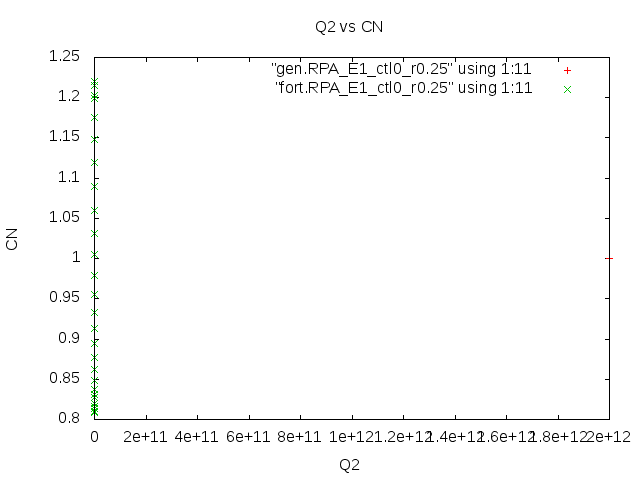 Q2 vs CN
"gen.RPA_E1_ctl0_r0.25" using 1:11
"fort.RPA_E1_ctl0_r0.25" using 1:11
1.25
1.2
1.15
1.1
1.05
1
0.95
0.9
0.85
0.8
CN
0 2e+11 4e+11 6e+11 8e+11 1e+12 1.2e+12 1.4e+12 1.6e+12 1.8e+12 2e+12
Q2